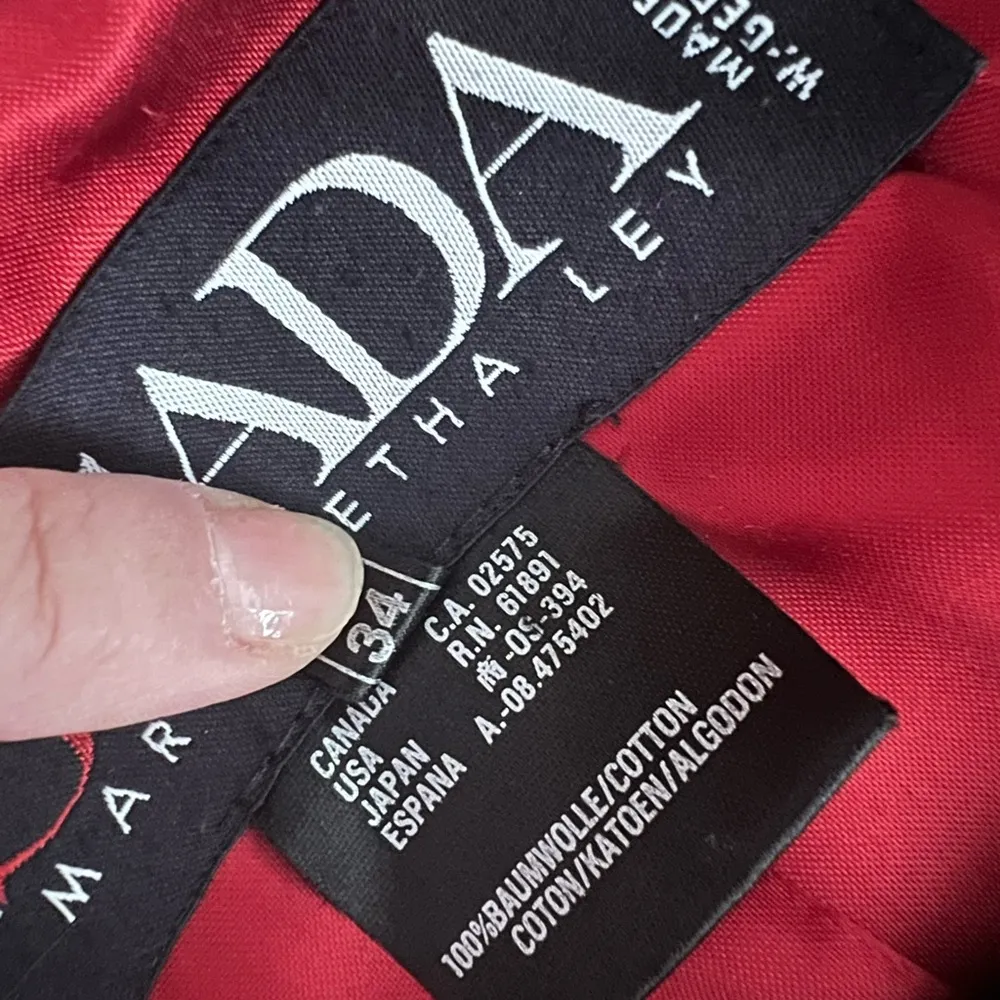 MADE
W.GER
ADA
MAR ETHA LEY
34
CANADA C.A. 02575
USA R.N. 61891
JAPAN 商-OS-394
ESPANA A.-08.475402
100%BAUMWOLLE/COTTON
COTON/KATOEN/ALGODON